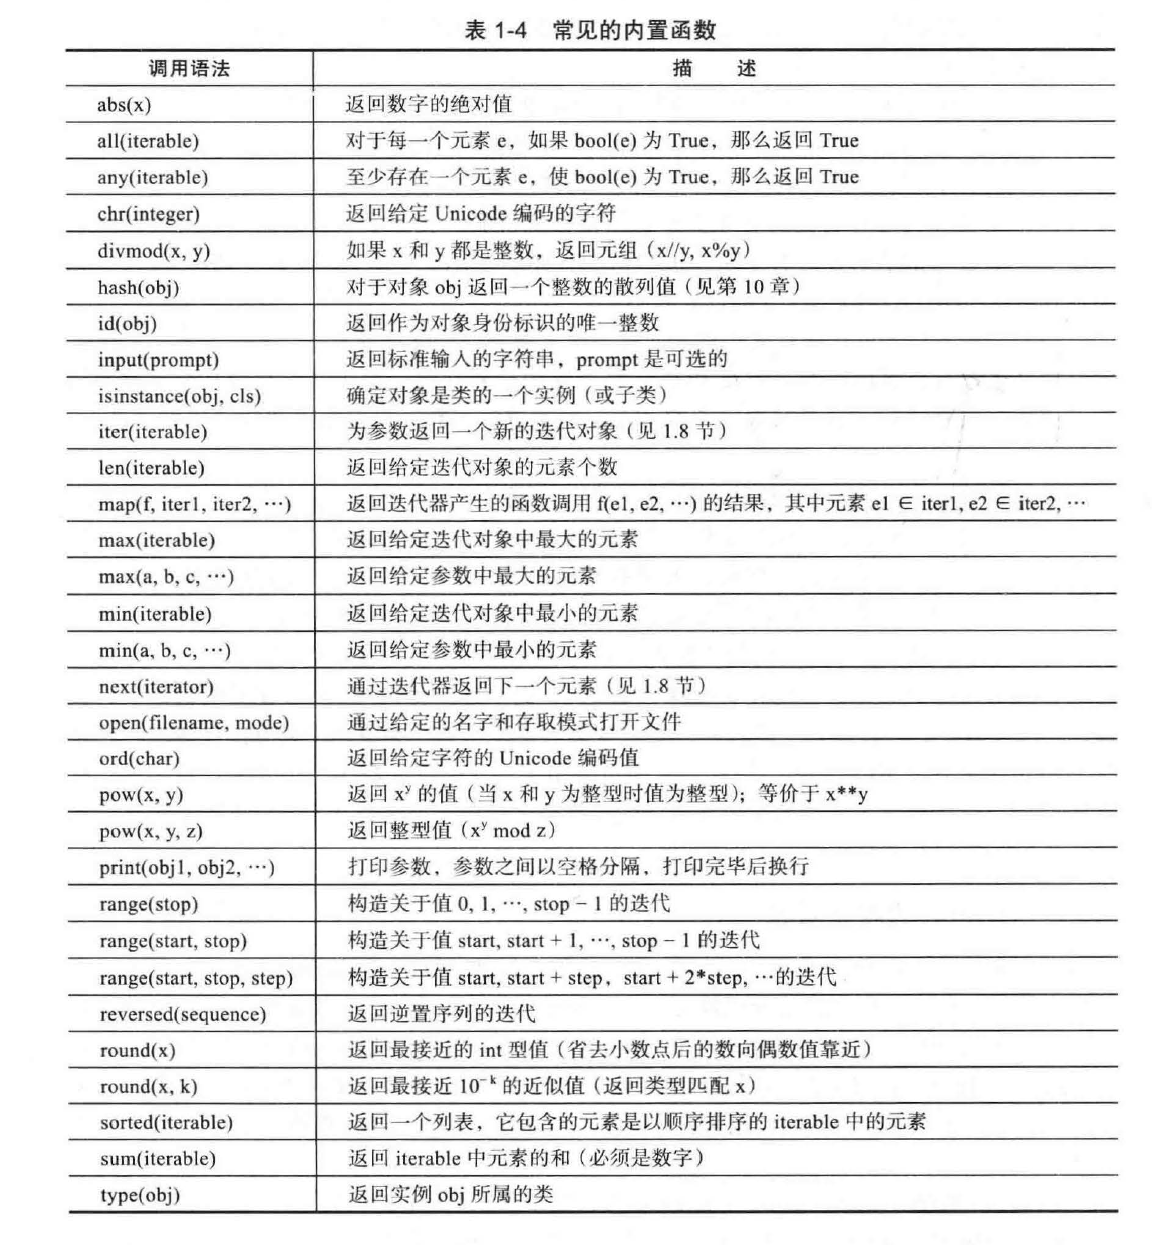 表 1-4 常见的内置函数
调用语法 描 述
abs(x) 返回数字的绝对值
all(iterable) 对于每一个元素 e，如果 bool(e) 为 True，那么返回 True
any(iterable) 至少存在一个元素 e，使 bool(e) 为 True，那么返回 True
chr(integer) 返回给定 Unicode 编码的字符
divmod(x, y) 如果 x 和 y 都是整数，返回元组（x//y, x%y）
hash(obj) 对于对象 obj 返回一个整数的散列值（见第 10 章）
id(obj) 返回作为对象身份标识的唯一整数
input(prompt) 返回标准输入的字符串，prompt 是可选的
isinstance(obj, cls) 确定对象是类的一个实例（或子类）
iter(iterable) 为参数返回一个新的迭代对象（见 1.8 节）
len(iterable) 返回给定迭代对象的元素个数
map(f, iter1, iter2, …) 返回迭代器产生的函数调用 f(e1, e2, …) 的结果，其中元素 e1 ∈ iter1, e2 ∈ iter2, …
max(iterable) 返回给定迭代对象中最大的元素
max(a, b, c, …) 返回给定参数中最大的元素
min(iterable) 返回给定迭代对象中最小的元素
min(a, b, c, …) 返回给定参数中最小的元素
next(iterator) 通过迭代器返回下一个元素（见 1.8 节）
open(filename, mode) 通过给定的名字和存取模式打开文件
ord(char) 返回给定字符的 Unicode 编码值
pow(x, y) 返回 xʸ 的值（当 x 和 y 为整型时值为整型）；等价于 x**y
pow(x, y, z) 返回整型值（xʸ mod z）
print(obj1, obj2, …) 打印参数，参数之间以空格分隔，打印完毕后换行
range(stop) 构造关于值 0, 1, …, stop − 1 的迭代
range(start, stop) 构造关于值 start, start + 1, …, stop − 1 的迭代
range(start, stop, step) 构造关于值 start, start + step，start + 2*step, …的迭代
reversed(sequence) 返回逆置序列的迭代
round(x) 返回最接近的 int 型值（省去小数点后的数向偶数值靠近）
round(x, k) 返回最接近 10⁻ᵏ 的近似值（返回类型匹配 x）
sorted(iterable) 返回一个列表，它包含的元素是以顺序排序的 iterable 中的元素
sum(iterable) 返回 iterable 中元素的和（必须是数字）
type(obj) 返回实例 obj 所属的类